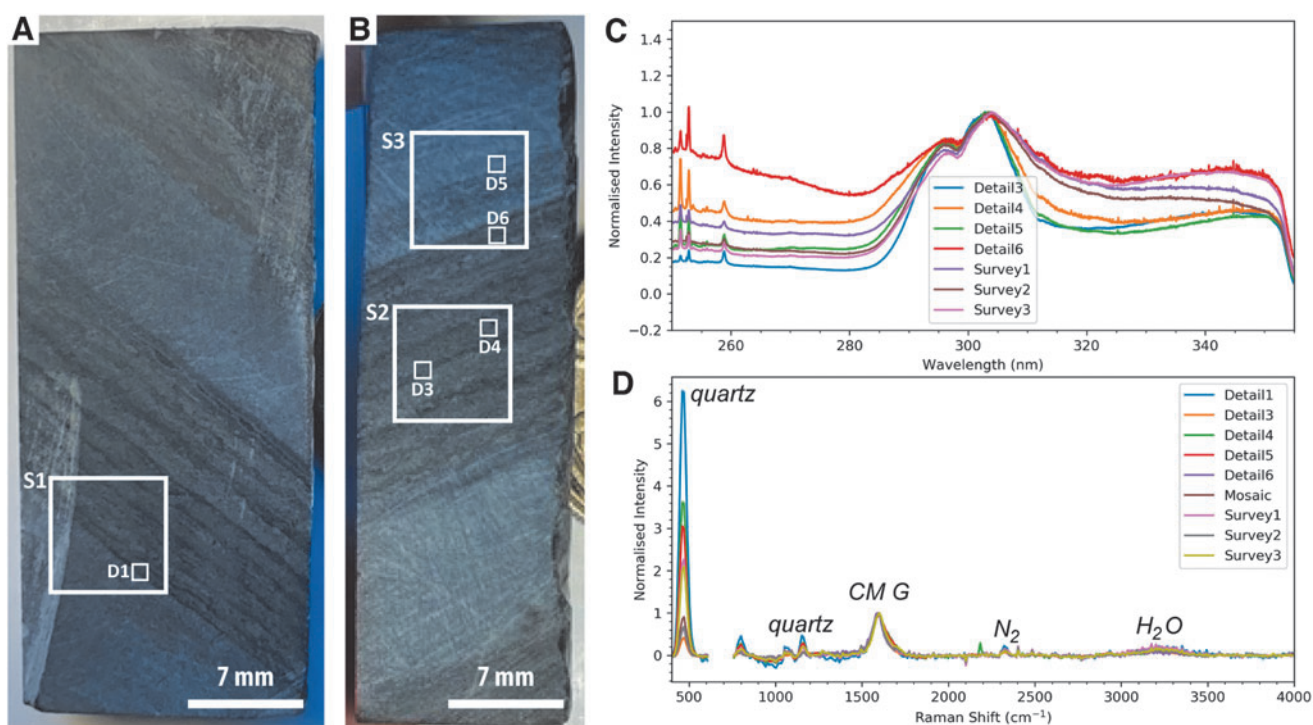 A
S1
D1
7 mm
B
S3
D5
D6
S2
D4
D3
7 mm
C
Normalised Intensity
1.4
1.2
1.0
0.8
0.6
0.4
0.2
0.0
−0.2
Detail3
Detail4
Detail5
Detail6
Survey1
Survey2
Survey3
260 280 300 320 340
Wavelength (nm)
D
Normalised Intensity
6
5
4
3
2
1
0
quartz
quartz
CM G
N₂
H₂O
Detail1
Detail3
Detail4
Detail5
Detail6
Mosaic
Survey1
Survey2
Survey3
500 1000 1500 2000 2500 3000 3500 4000
Raman Shift (cm⁻¹)